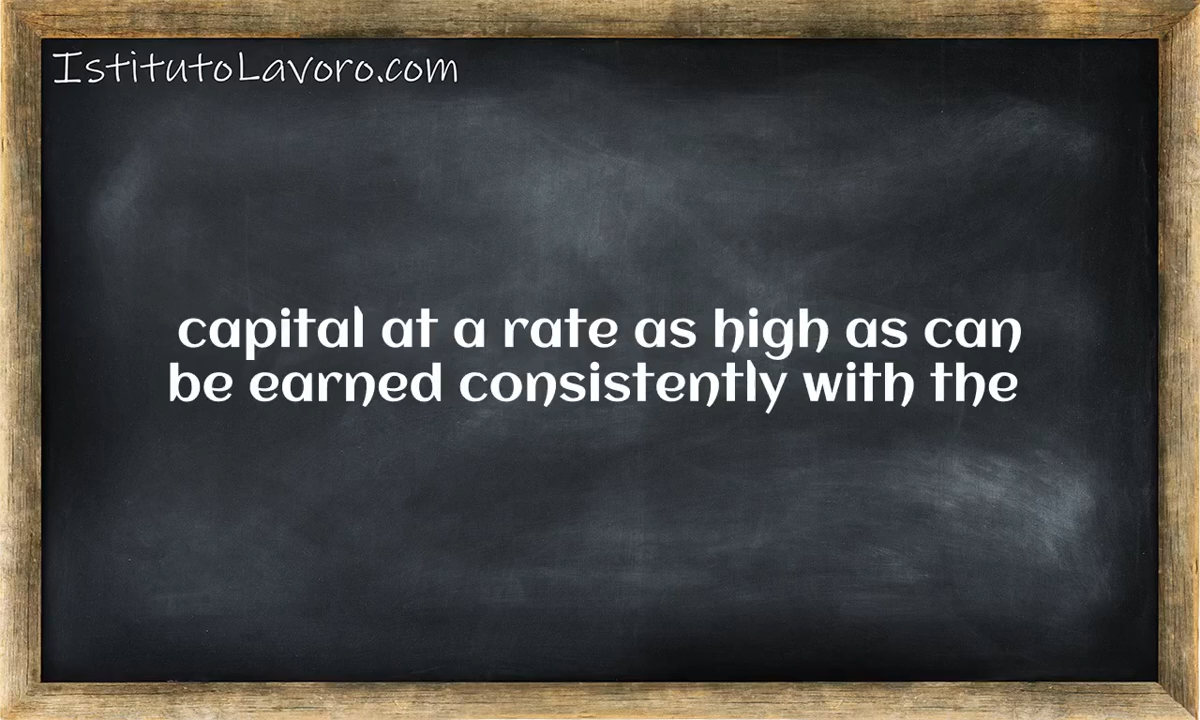 IstitutoLavoro.com
capital at a rate as high as can
be earned consistently with the